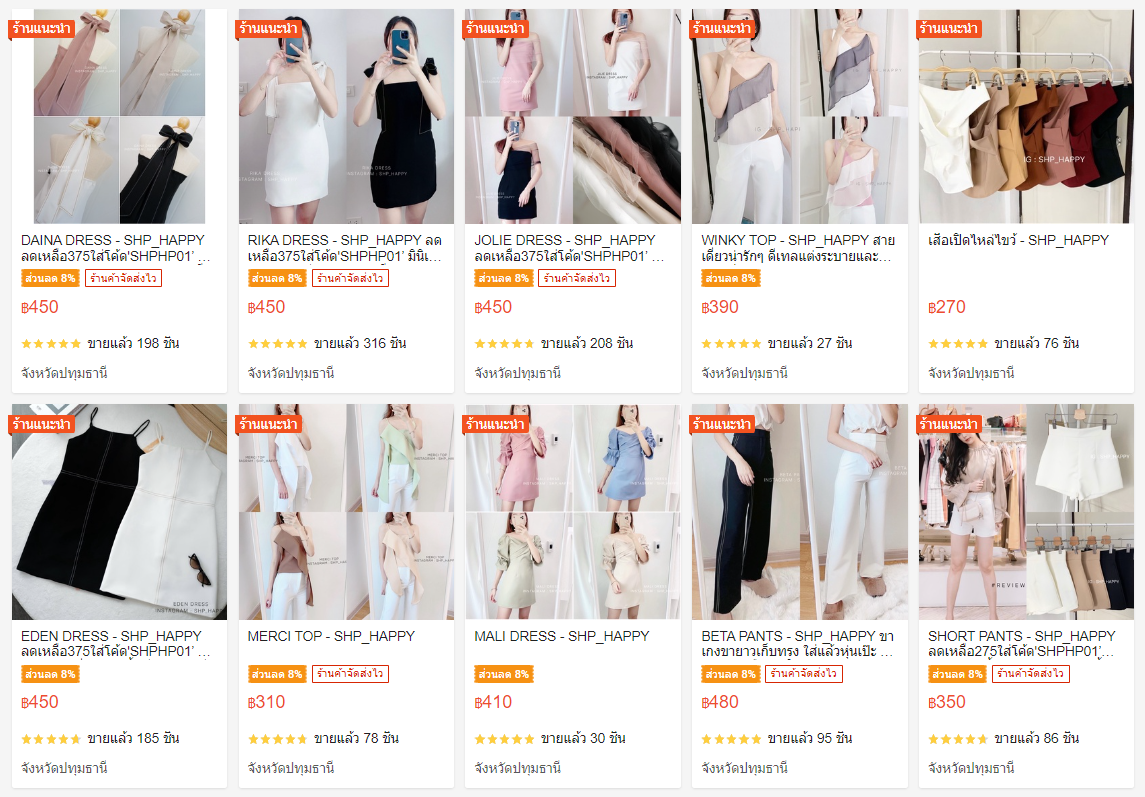 ร้านแนะนำ
DAINA DRESS - SHP_HAPPY
ลดเหลือ375ใส่โค้ด'SHPHP01’ ...
ส่วนลด 8% ร้านค้าจัดส่งไว
฿450
ขายแล้ว 198 ชิ้น
จังหวัดปทุมธานี
ร้านแนะนำ
RIKA DRESS - SHP_HAPPY ลด
เหลือ375ใส่โค้ด'SHPHP01’ มินิเ...
ส่วนลด 8% ร้านค้าจัดส่งไว
฿450
ขายแล้ว 316 ชิ้น
จังหวัดปทุมธานี
ร้านแนะนำ
JOLIE DRESS
INSTAGRAM : SHP_HAPPY
JOLIE DRESS - SHP_HAPPY
ลดเหลือ375ใส่โค้ด'SHPHP01’ ...
ส่วนลด 8% ร้านค้าจัดส่งไว
฿450
ขายแล้ว 208 ชิ้น
จังหวัดปทุมธานี
ร้านแนะนำ
WINKY TOP - SHP_HAPPY สาย
เดี่ยวน่ารักๆ ดีเทลแต่งระบายและ...
ส่วนลด 8%
฿390
ขายแล้ว 27 ชิ้น
จังหวัดปทุมธานี
ร้านแนะนำ
IG : SHP_HAPPY
เสื้อเปิดไหล่ไขว้ - SHP_HAPPY
฿270
ขายแล้ว 76 ชิ้น
จังหวัดปทุมธานี
ร้านแนะนำ
EDEN DRESS
INSTAGRAM : SHP_HAPPY
EDEN DRESS - SHP_HAPPY
ลดเหลือ375ใส่โค้ด'SHPHP01’ ...
ส่วนลด 8%
฿450
ขายแล้ว 185 ชิ้น
จังหวัดปทุมธานี
ร้านแนะนำ
MERCI TOP
INSTAGRAM : SHP_HAPPY
MERCI TOP - SHP_HAPPY
ส่วนลด 8% ร้านค้าจัดส่งไว
฿310
ขายแล้ว 78 ชิ้น
จังหวัดปทุมธานี
ร้านแนะนำ
MALI DRESS - SHP_HAPPY
ส่วนลด 8%
฿410
ขายแล้ว 30 ชิ้น
จังหวัดปทุมธานี
ร้านแนะนำ
BETA PANTS - SHP_HAPPY ขา
เกงขายาวเก็บทรง ใส่แล้วหุ่นเป๊ะ ...
ส่วนลด 8% ร้านค้าจัดส่งไว
฿480
ขายแล้ว 95 ชิ้น
จังหวัดปทุมธานี
ร้านแนะนำ
#REVIEW
SHORT PANTS - SHP_HAPPY
ลดเหลือ275ใส่โค้ด'SHPHP01’...
ส่วนลด 8% ร้านค้าจัดส่งไว
฿350
ขายแล้ว 86 ชิ้น
จังหวัดปทุมธานี